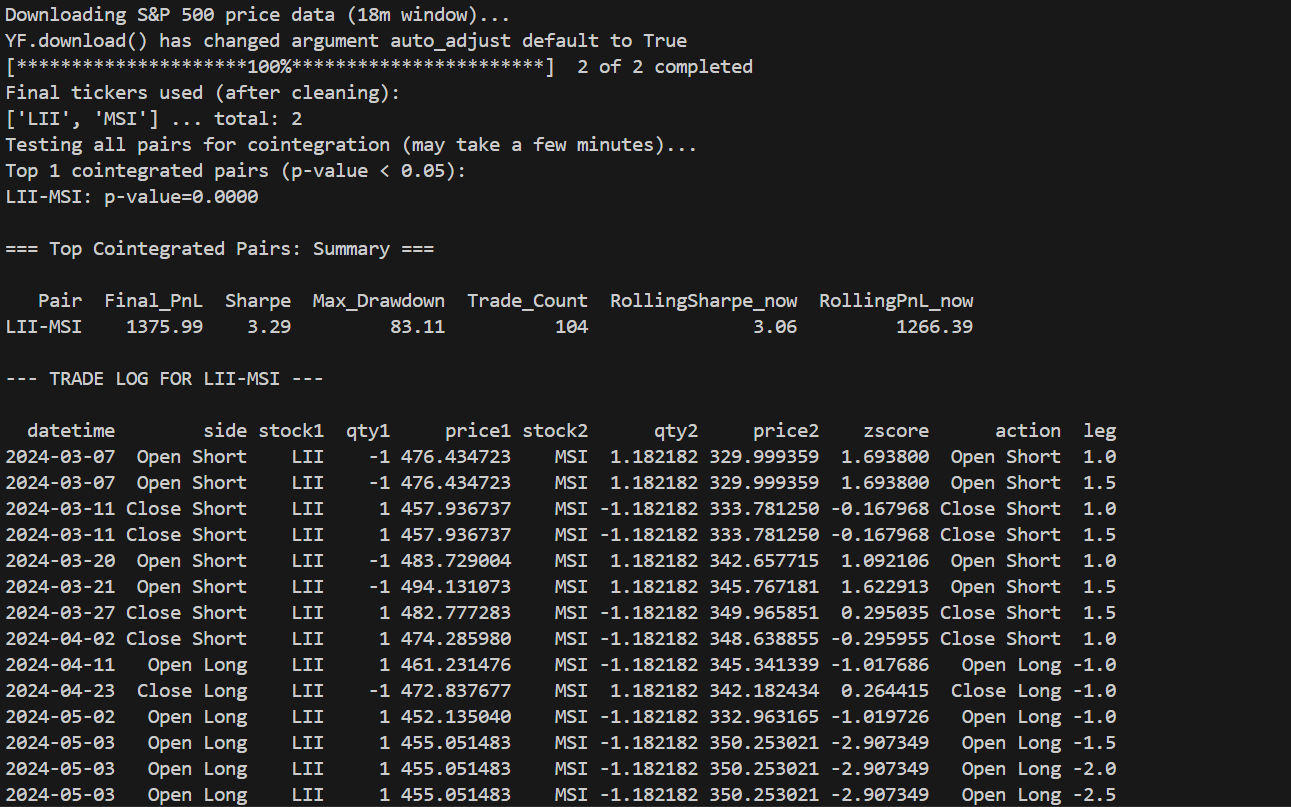 Downloading S&P 500 price data (18m window)...
YF.download() has changed argument auto_adjust default to True
[*********************100%***********************]  2 of 2 completed
Final tickers used (after cleaning):
['LII', 'MSI'] ... total: 2
Testing all pairs for cointegration (may take a few minutes)...
Top 1 cointegrated pairs (p-value < 0.05):
LII-MSI: p-value=0.0000
=== Top Cointegrated Pairs: Summary ===
Pair  Final_PnL  Sharpe  Max_Drawdown  Trade_Count  RollingSharpe_now  RollingPnL_now
LII-MSI    1375.99    3.29         83.11          104               3.06         1266.39
--- TRADE LOG FOR LII-MSI ---
datetime        side stock1  qty1     price1 stock2      qty2     price2    zscore      action  leg
2024-03-07  Open Short    LII    -1 476.434723    MSI  1.182182 329.999359  1.693800  Open Short  1.0
2024-03-07  Open Short    LII    -1 476.434723    MSI  1.182182 329.999359  1.693800  Open Short  1.5
2024-03-11 Close Short    LII     1 457.936737    MSI -1.182182 333.781250 -0.167968 Close Short  1.0
2024-03-11 Close Short    LII     1 457.936737    MSI -1.182182 333.781250 -0.167968 Close Short  1.5
2024-03-20  Open Short    LII    -1 483.729004    MSI  1.182182 342.657715  1.092106  Open Short  1.0
2024-03-21  Open Short    LII    -1 494.131073    MSI  1.182182 345.767181  1.622913  Open Short  1.5
2024-03-27 Close Short    LII     1 482.777283    MSI -1.182182 349.965851  0.295035 Close Short  1.5
2024-04-02 Close Short    LII     1 474.285980    MSI -1.182182 348.638855 -0.295955 Close Short  1.0
2024-04-11   Open Long    LII     1 461.231476    MSI -1.182182 345.341339 -1.017686   Open Long -1.0
2024-04-23  Close Long    LII    -1 472.837677    MSI  1.182182 342.182434  0.264415  Close Long -1.0
2024-05-02   Open Long    LII     1 452.135040    MSI -1.182182 332.963165 -1.019726   Open Long -1.0
2024-05-03   Open Long    LII     1 455.051483    MSI -1.182182 350.253021 -2.907349   Open Long -1.5
2024-05-03   Open Long    LII     1 455.051483    MSI -1.182182 350.253021 -2.907349   Open Long -2.0
2024-05-03   Open Long    LII     1 455.051483    MSI -1.182182 350.253021 -2.907349   Open Long -2.5